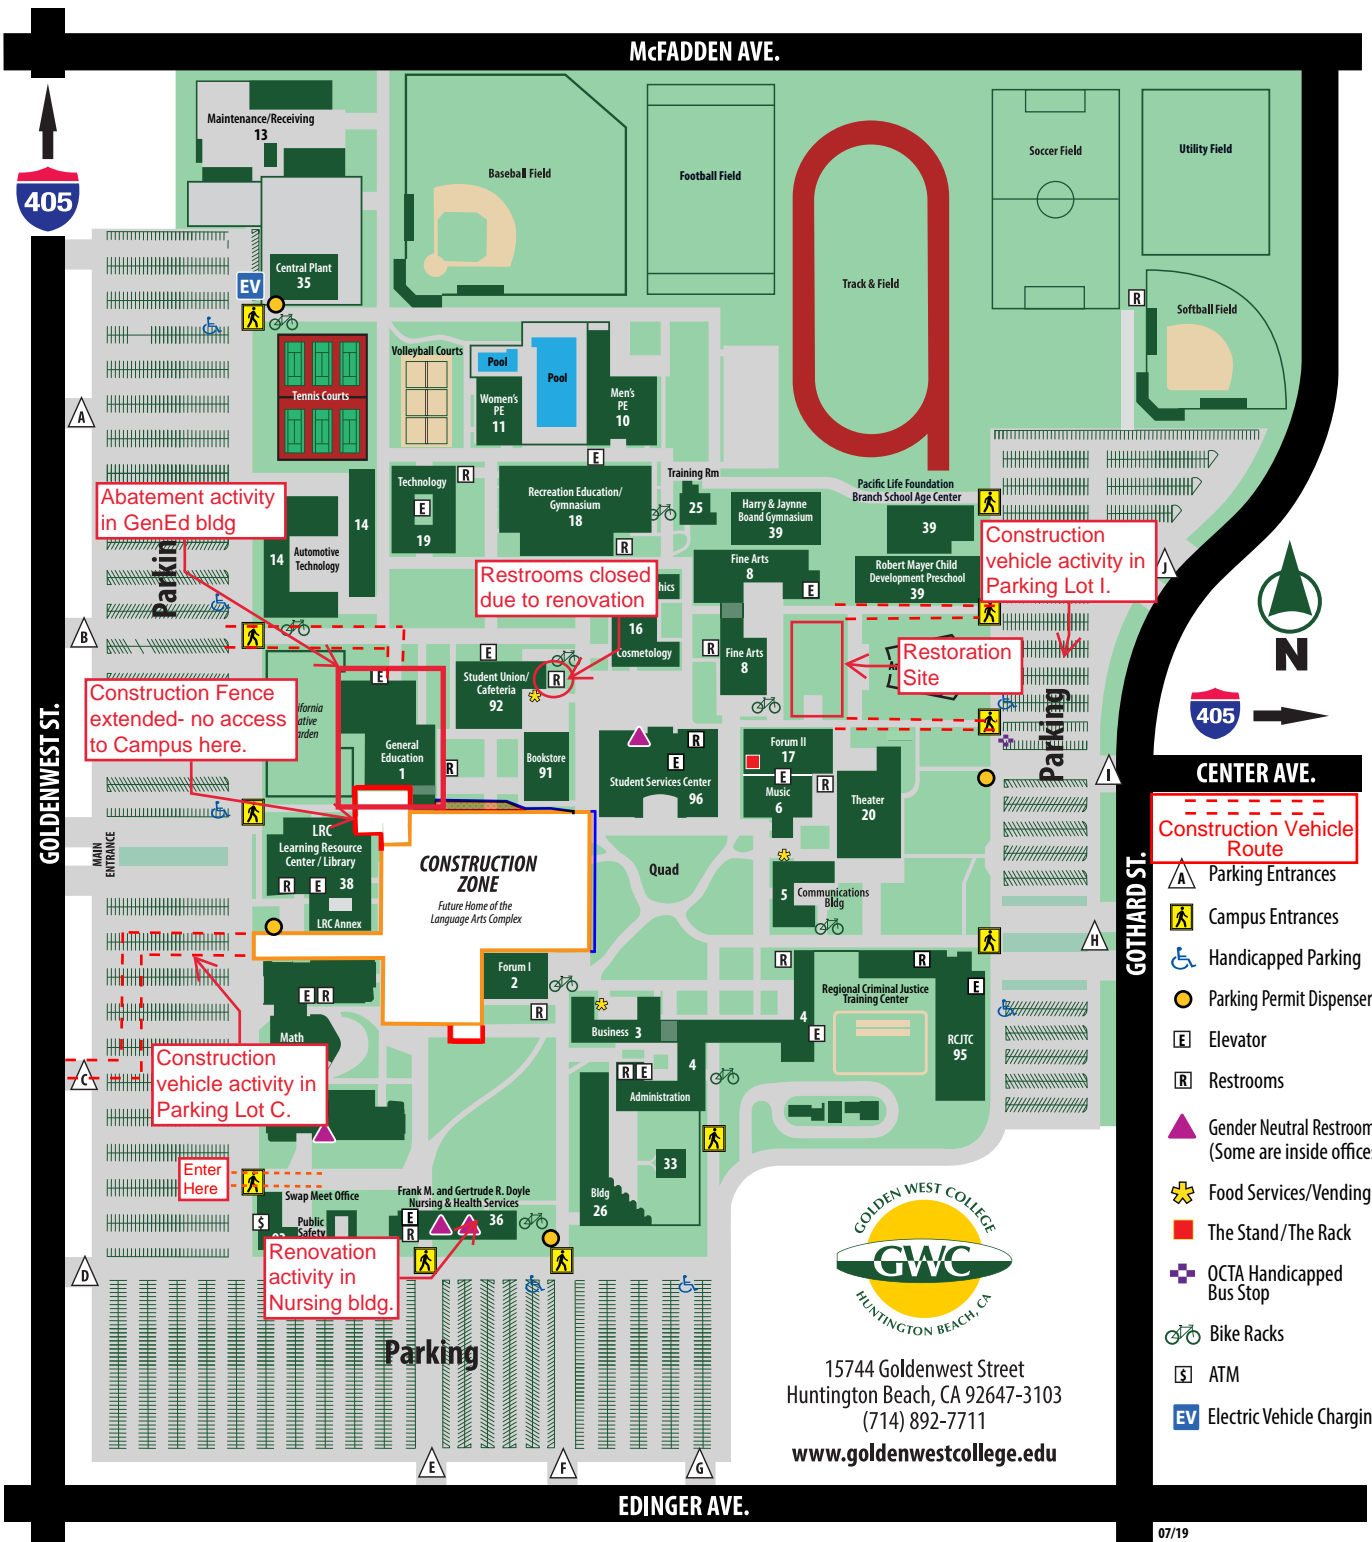 McFADDEN AVE.
405
Maintenance/Receiving
13
Baseball Field
Football Field
Soccer Field
Utility Field
Track & Field
Softball Field
R
Central Plant
35
EV
Volleyball Courts
Pool
Pool
Tennis Courts
Women's
PE
11
Men's
PE
10
A
E
Training Rm
Technology
E
19
R
Recreation Education/
Gymnasium
18
R
25
Harry & Jaynne
Boand Gymnasium
39
Pacific Life Foundation
Branch School Age Center
39
Abatement activity
in GenEd bldg
14
14
Automotive
Technology
Construction
vehicle activity in
Parking Lot I.
J
Fine Arts
8
E
Robert Mayer Child
Development Preschool
39
Restrooms closed
due to renovation
hics
16
Cosmetology
B
E
Student Union/
Cafeteria
92
R
R
Fine Arts
8
Restoration
Site
N
405
Construction Fence
extended- no access
to Campus here.
E
General
Education
1
R
Bookstore
91
R
E
Student Services Center
96
Forum II
17
E
Music
6
R
Theater
20
Parking
I
CENTER AVE.
GOLDENWEST ST.
MAIN
ENTRANCE
LRC
Learning Resource
Center / Library
R
E
38
LRC Annex
CONSTRUCTION
ZONE
Future Home of the
Language Arts Complex
Quad
5
Communications
Bldg
Construction Vehicle
Route
A Parking Entrances
Campus Entrances
Handicapped Parking
Parking Permit Dispenser
E Elevator
R Restrooms
Gender Neutral Restroom
Food Services/Vending
The Stand/The Rack
OCTA Handicapped
Bus Stop
Bike Racks
$ ATM
EV
GOTHARD ST.
H
E R
Math
Forum I
2
R
R
R
Regional Criminal Justice
Training Center
E
RCJTC
95
Business 3
4
E
4
R E
Administration
C
Construction
vehicle activity in
Parking Lot C.
Enter
Here
Swap Meet Office
$
Public
Safety
Frank M. and Gertrude R. Doyle
Nursing & Health Services
E
R
36
Bldg
26
33
D
Renovation
activity in
Nursing bldg.
Parking
GOLDEN WEST COLLEGE
GWC
HUNTINGTON BEACH, CA
15744 Goldenwest Street
Huntington Beach, CA 92647-3103
(714) 892-7711
www.goldenwestcollege.edu
E
F
G
EDINGER AVE.
07/19